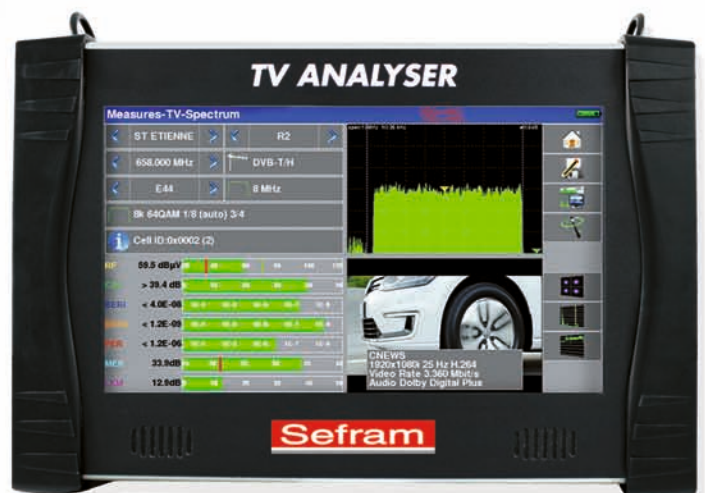 TV ANALYSER
Measures-TV-Spectrum
ST ETIENNE
R2
658.000 MHz
DVB-T/H
E44
8 MHz
8k 64QAM 1/8 (auto) 3/4
Cell ID:0x0002 (2)
RF 59.5 dBµV
> 39.4 dB
< 4.0E-08
< 1.2E-09
PER < 1.2E-06
MER 33.9dB
12.9dB
CNEWS
1920x1080i 25 Hz H.264
Video Rate 3.360 Mbit/s
Audio Dolby Digital Plus
Sefram